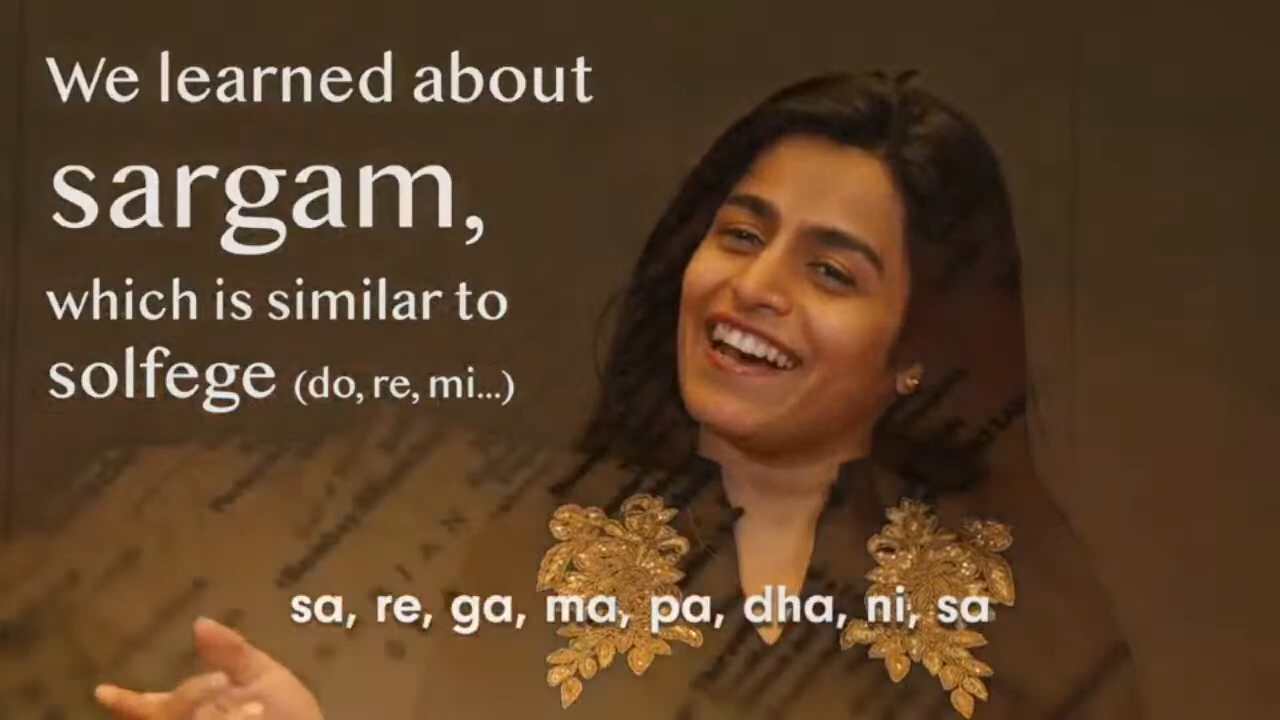 We learned about
sargam,
which is similar to
solfege (do, re, mi...)
sa, re, ga, ma, pa, dha, ni, sa